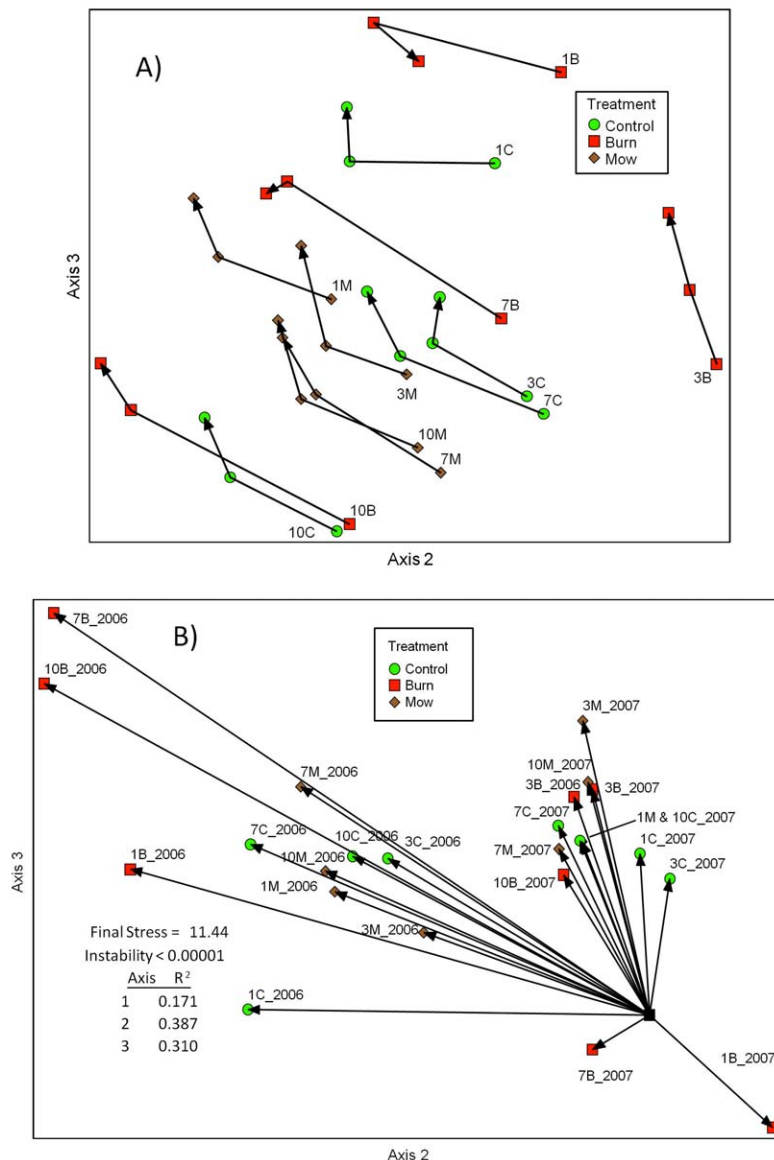 A)
1B
Treatment
Control
Burn
Mow
1C
1M
7B
3B
3M
3C
7C
10M
7M
10B
10C
Axis 3
Axis 2
B)
7B_2006
10B_2006
Treatment
Control
Burn
Mow
3M_2007
7M_2006
10M_2007
3B_2006
3B_2007
7C_2007
1M & 10C_2007
7C_2006
10C_2006
3C_2006
7M_2007
1C_2007
3C_2007
1B_2006
10M_2006
10B_2007
1M_2006
3M_2006
Final Stress = 11.44
Instability < 0.00001
Axis R²
1 0.171
2 0.387
3 0.310
1C_2006
7B_2007
1B_2007
Axis 3
Axis 2